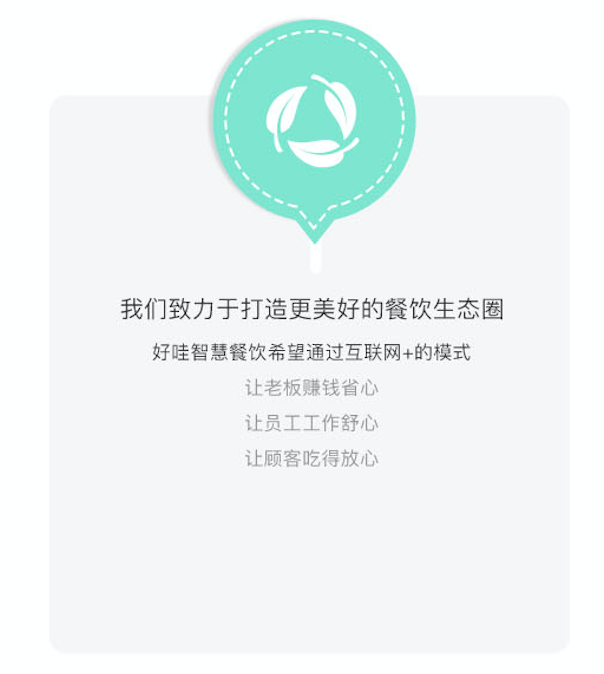 我们致力于打造更美好的餐饮生态圈
好哇智慧餐饮希望通过互联网+的模式
让老板赚钱省心
让员工工作舒心
让顾客吃得放心